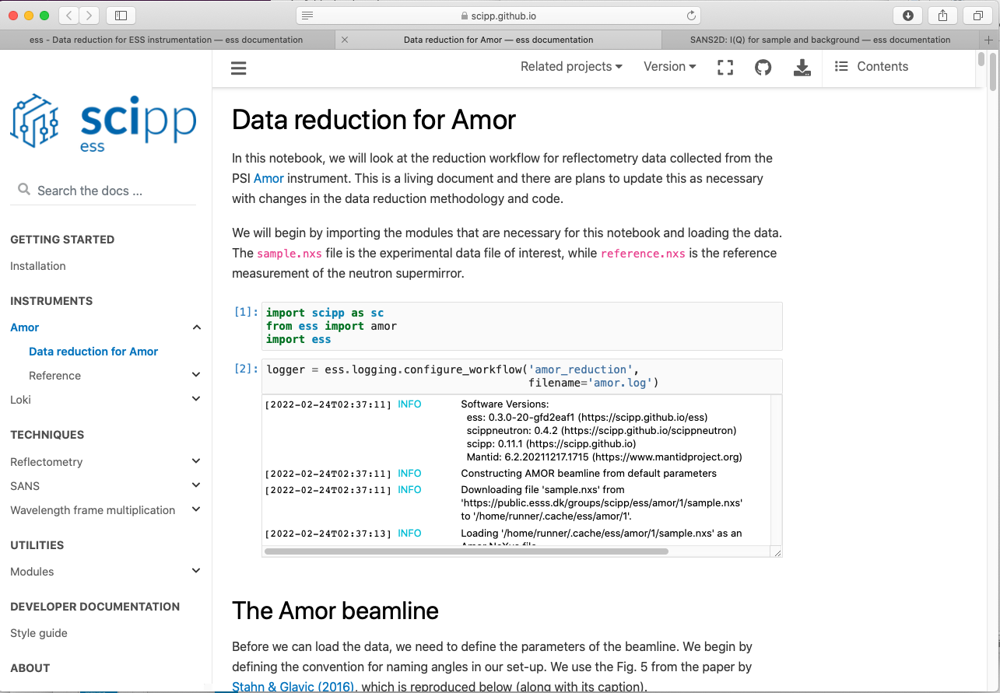 scipp.github.io
ess - Data reduction for ESS instrumentation — ess documentation
Data reduction for Amor — ess documentation
SANS2D: I(Q) for sample and background — ess documentation
Related projects
Version
Contents
scipp
ess
Search the docs ...
GETTING STARTED
Installation
INSTRUMENTS
Amor
Data reduction for Amor
Reference
Loki
TECHNIQUES
Reflectometry
SANS
Wavelength frame multiplication
UTILITIES
Modules
DEVELOPER DOCUMENTATION
Style guide
ABOUT
Data reduction for Amor
In this notebook, we will look at the reduction workflow for reflectometry data collected from the
PSI Amor instrument. This is a living document and there are plans to update this as necessary
with changes in the data reduction methodology and code.
We will begin by importing the modules that are necessary for this notebook and loading the data.
The sample.nxs file is the experimental data file of interest, while reference.nxs is the reference
measurement of the neutron supermirror.
[1]: import scipp as sc
from ess import amor
import ess
[2]: logger = ess.logging.configure_workflow('amor_reduction',
filename='amor.log')
[2022-02-24T02:37:11] INFO Software Versions:
ess: 0.3.0-20-gfd2eaf1 (https://scipp.github.io/ess)
scippneutron: 0.4.2 (https://scipp.github.io/scippneutron)
scipp: 0.11.1 (https://scipp.github.io)
Mantid: 6.2.20211217.1715 (https://www.mantidproject.org)
[2022-02-24T02:37:11] INFO Constructing AMOR beamline from default parameters
[2022-02-24T02:37:11] INFO Downloading file 'sample.nxs' from
'https://public.esss.dk/groups/scipp/ess/amor/1/sample.nxs'
to '/home/runner/.cache/ess/amor/1'.
[2022-02-24T02:37:13] INFO Loading '/home/runner/.cache/ess/amor/1/sample.nxs' as an
Amor NeXus file
The Amor beamline
Before we can load the data, we need to define the parameters of the beamline. We begin by
defining the convention for naming angles in our set-up. We use the Fig. 5 from the paper by
Stahn & Glavic (2016), which is reproduced below (along with its caption).